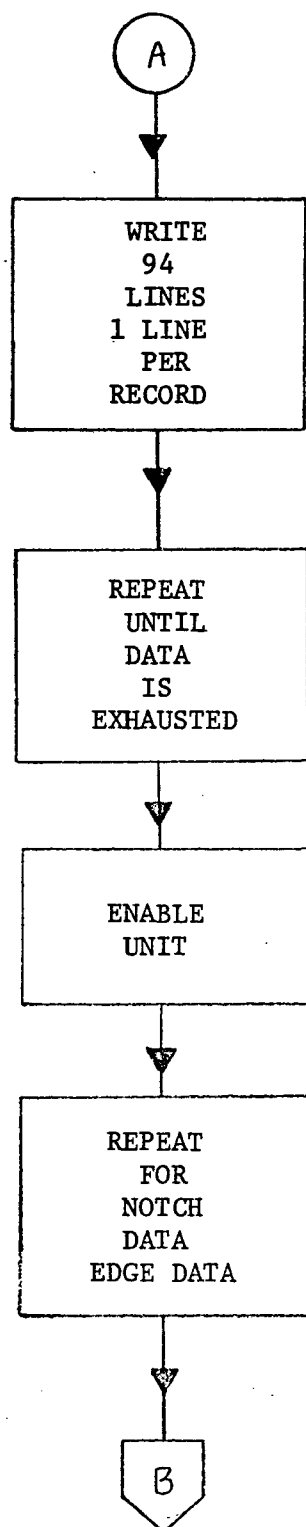 A
WRITE
94
LINES
1 LINE
PER
RECORD
REPEAT
UNTIL
DATA
IS
EXHAUSTED
ENABLE
UNIT
REPEAT
FOR
NOTCH
DATA
EDGE DATA
B